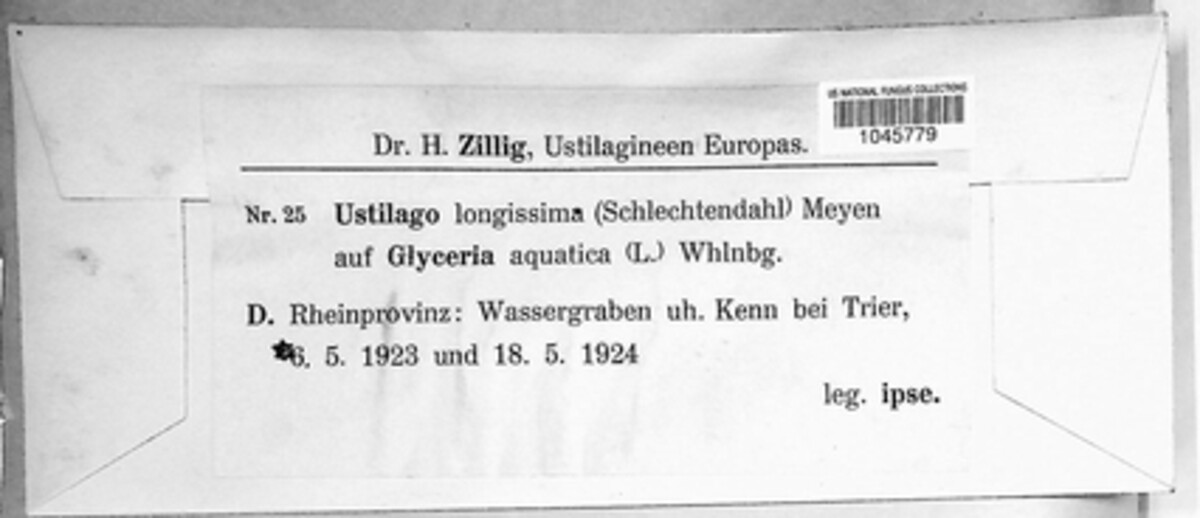 US NATIONAL FUNGUS COLLECTIONS
1045779
Dr. H. Zillig, Ustilagineen Europas.
Nr. 25 Ustilago longissima (Schlechtendahl) Meyen
auf Glyceria aquatica (L.) Whlnbg.
D. Rheinprovinz: Wassergraben uh. Kenn bei Trier,
6. 5. 1923 und 18. 5. 1924
leg. ipse.